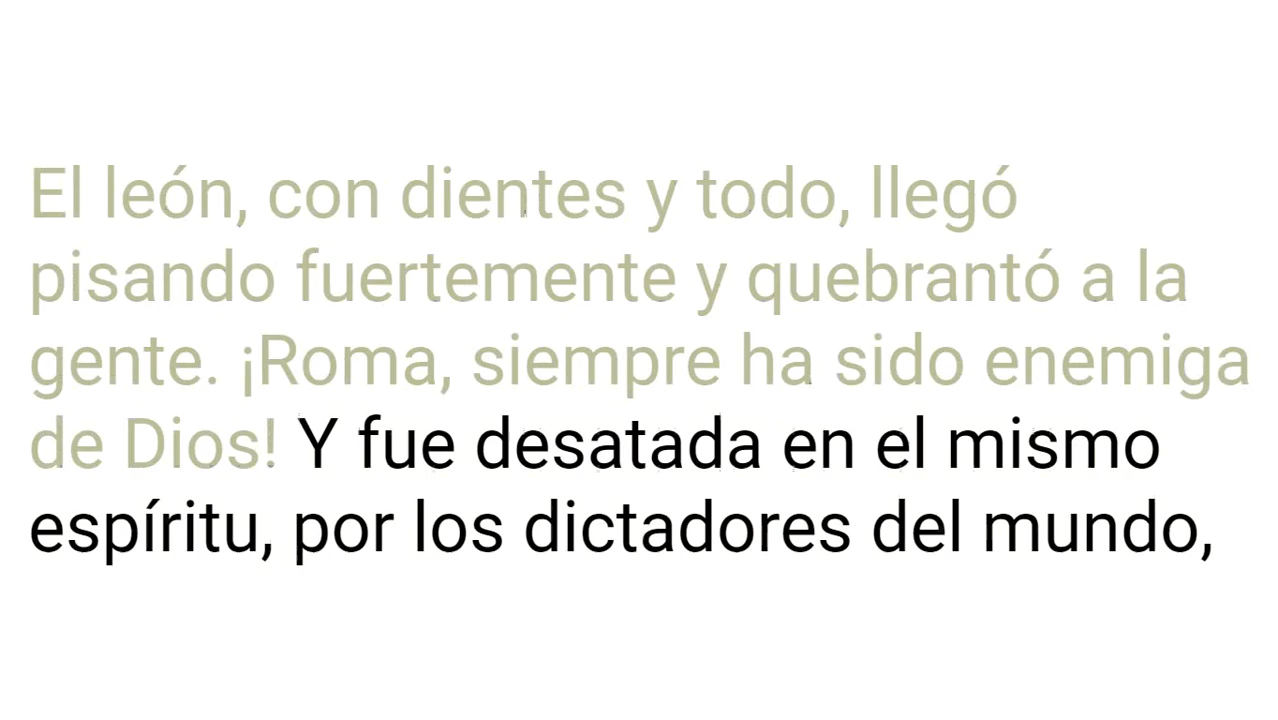 El león, con dientes y todo, llegó
pisando fuertemente y quebrantó a la
gente. ¡Roma, siempre ha sido enemiga
de Dios! Y fue desatada en el mismo
espíritu, por los dictadores del mundo,